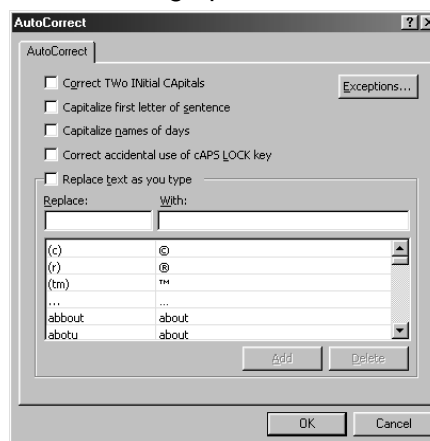 AutoCorrect
AutoCorrect
Correct TWo INitial CApitals
Exceptions...
Capitalize first letter of sentence
Capitalize names of days
Correct accidental use of cAPS LOCK key
Replace text as you type
Replace: With:
(c) ©
(r) ®
(tm) ™
... …
abbout about
abotu about
Add Delete
OK Cancel